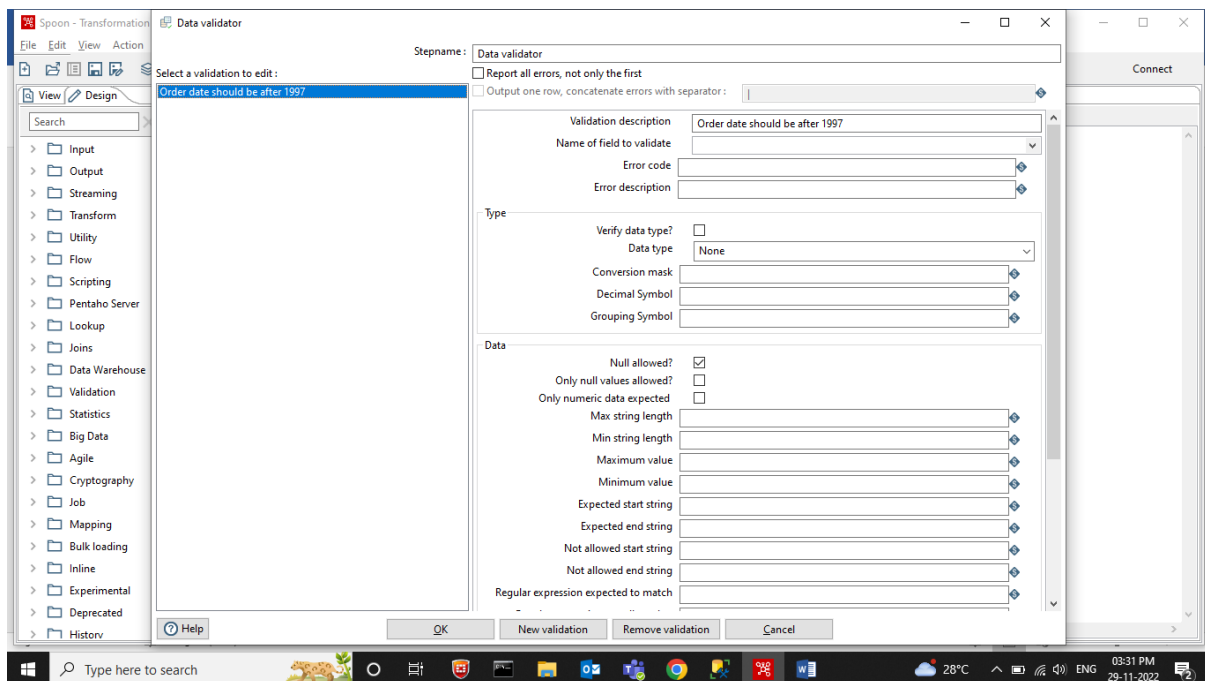 Spoon - Transformation
Data validator
File Edit View Action
Stepname :
Data validator
Connect
Select a validation to edit :
Report all errors, not only the first
View Design
Order date should be after 1997
Output one row, concatenate errors with separator :
|
Search
Validation description
Order date should be after 1997
Name of field to validate
Input
Error code
Output
Error description
Streaming
Type
Transform
Verify data type?
Utility
Data type
None
Flow
Conversion mask
Scripting
Decimal Symbol
Pentaho Server
Grouping Symbol
Lookup
Joins
Data
Null allowed?
Data Warehouse
Only null values allowed?
Validation
Only numeric data expected
Statistics
Max string length
Big Data
Min string length
Agile
Maximum value
Cryptography
Minimum value
Job
Expected start string
Mapping
Expected end string
Bulk loading
Not allowed start string
Inline
Not allowed end string
Experimental
Regular expression expected to match
Deprecated
History
Help
OK
New validation
Remove validation
Cancel
Type here to search
28°C
ENG
03:31 PM
29-11-2022
2